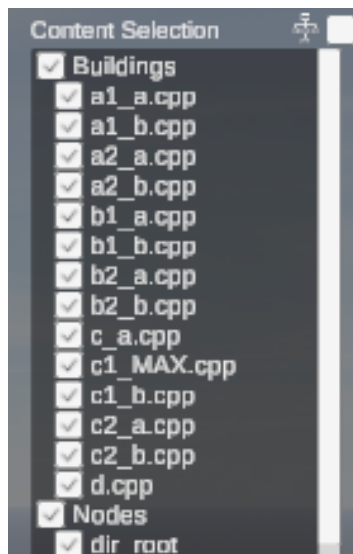 Content Selection
Buildings
a1_a.cpp
a1_b.cpp
a2_a.cpp
a2_b.cpp
b1_a.cpp
b1_b.cpp
b2_a.cpp
b2_b.cpp
c_a.cpp
c1_MAX.cpp
c1_b.cpp
c2_a.cpp
c2_b.cpp
d.cpp
Nodes
dir_root